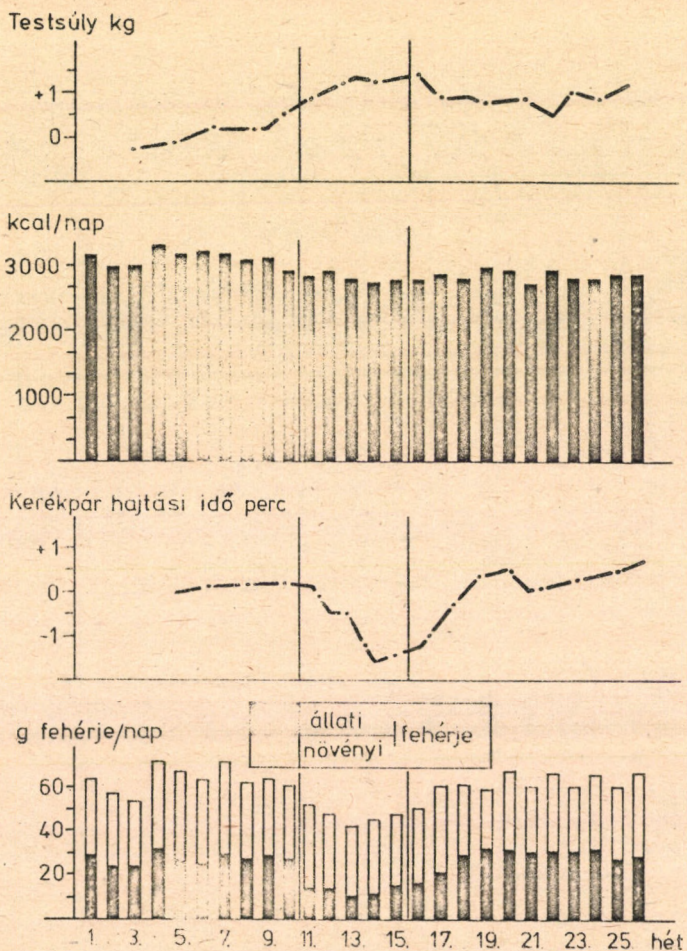 Testsúly kg
+1
0
kcal/nap
3000
2000
1000
Kerékpár hajtási idő perc
+1
0
-1
g fehérje/nap
állati
növényi
fehérje
60
40
20
1. 3. 5. 7. 9. 11. 13. 15. 17. 19. 21. 23. 25. hét